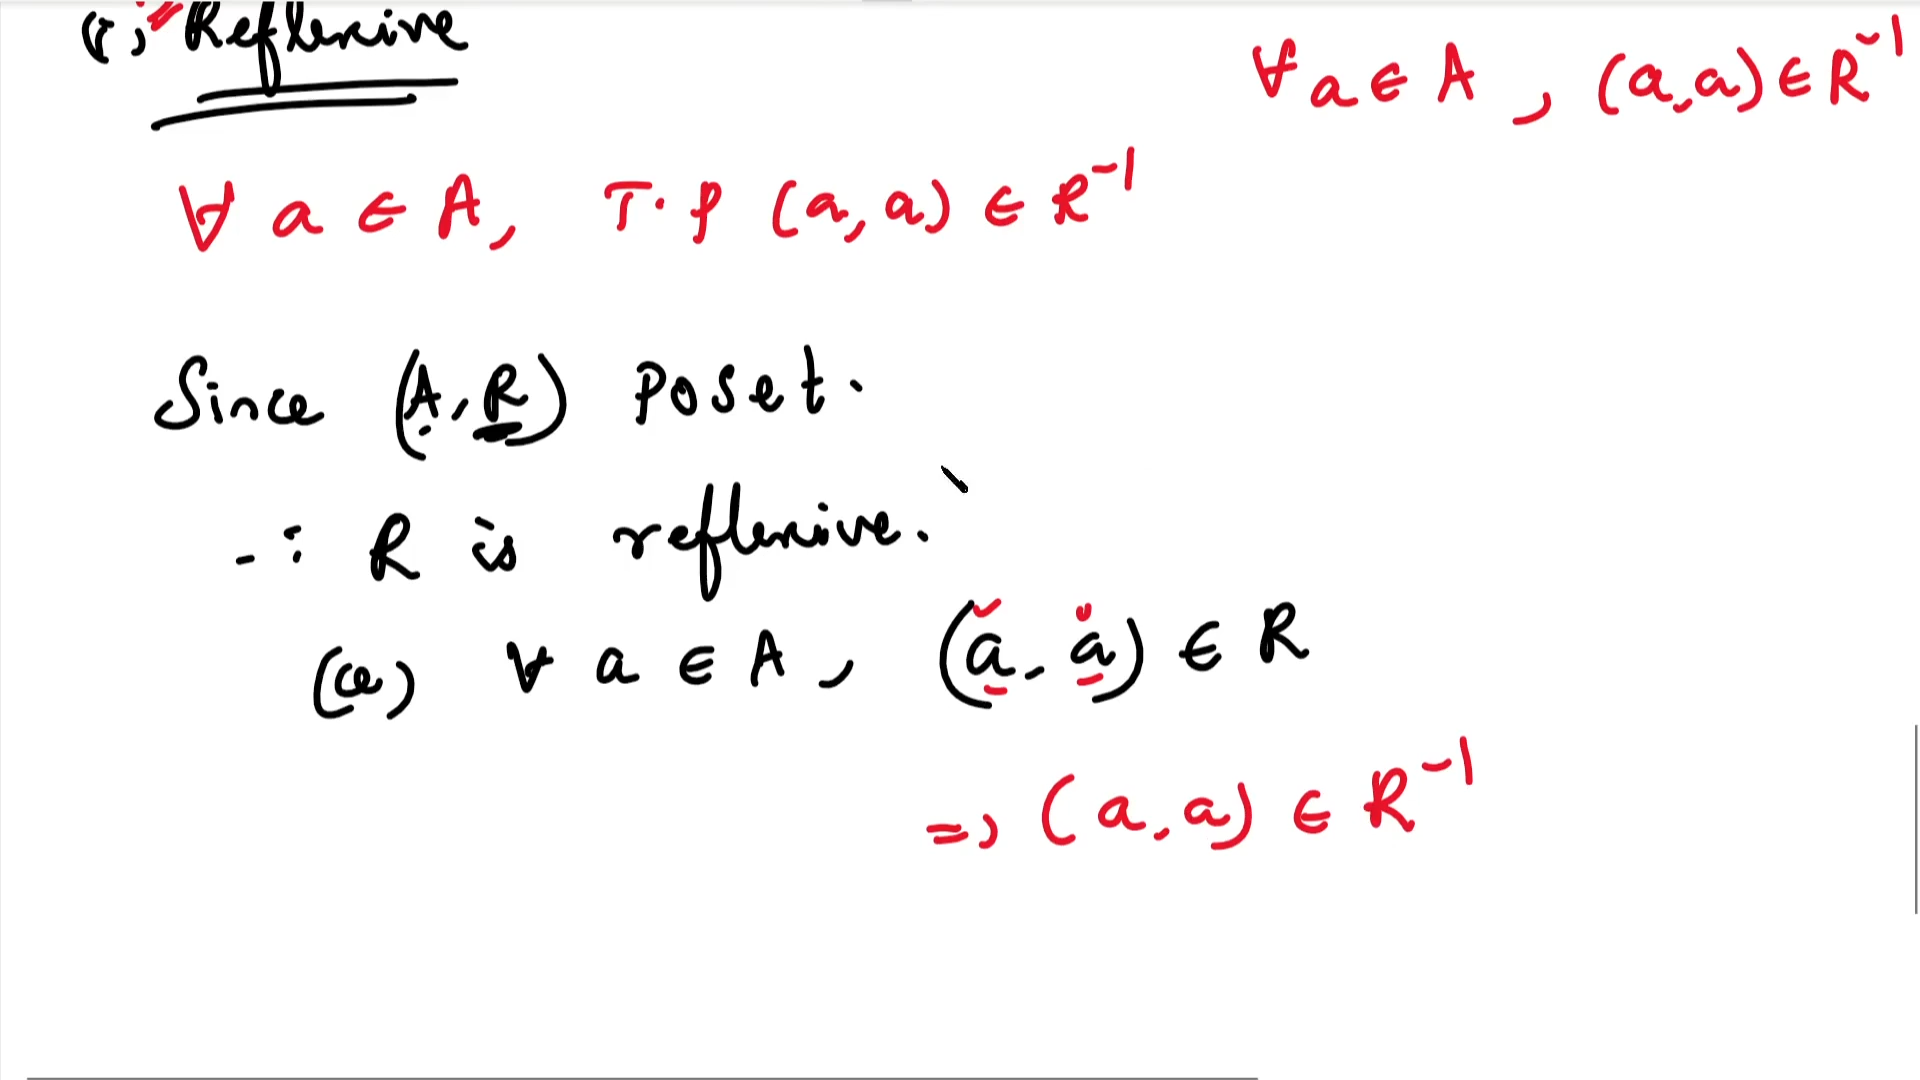 (i) Reflexive
∀ a ∈ A , (a,a) ∈ R⁻¹
∀ a ∈ A, T.P (a,a) ∈ R⁻¹
Since (A,R) Poset.
∴ R is reflexive.
(ie) ∀ a ∈ A , (a,a) ∈ R
⇒ (a,a) ∈ R⁻¹